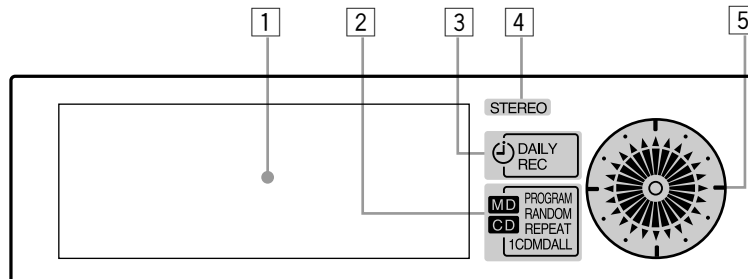 1 2 3 4 5
STEREO
DAILY
REC
MD PROGRAM
RANDOM
CD REPEAT
1CDMDALL